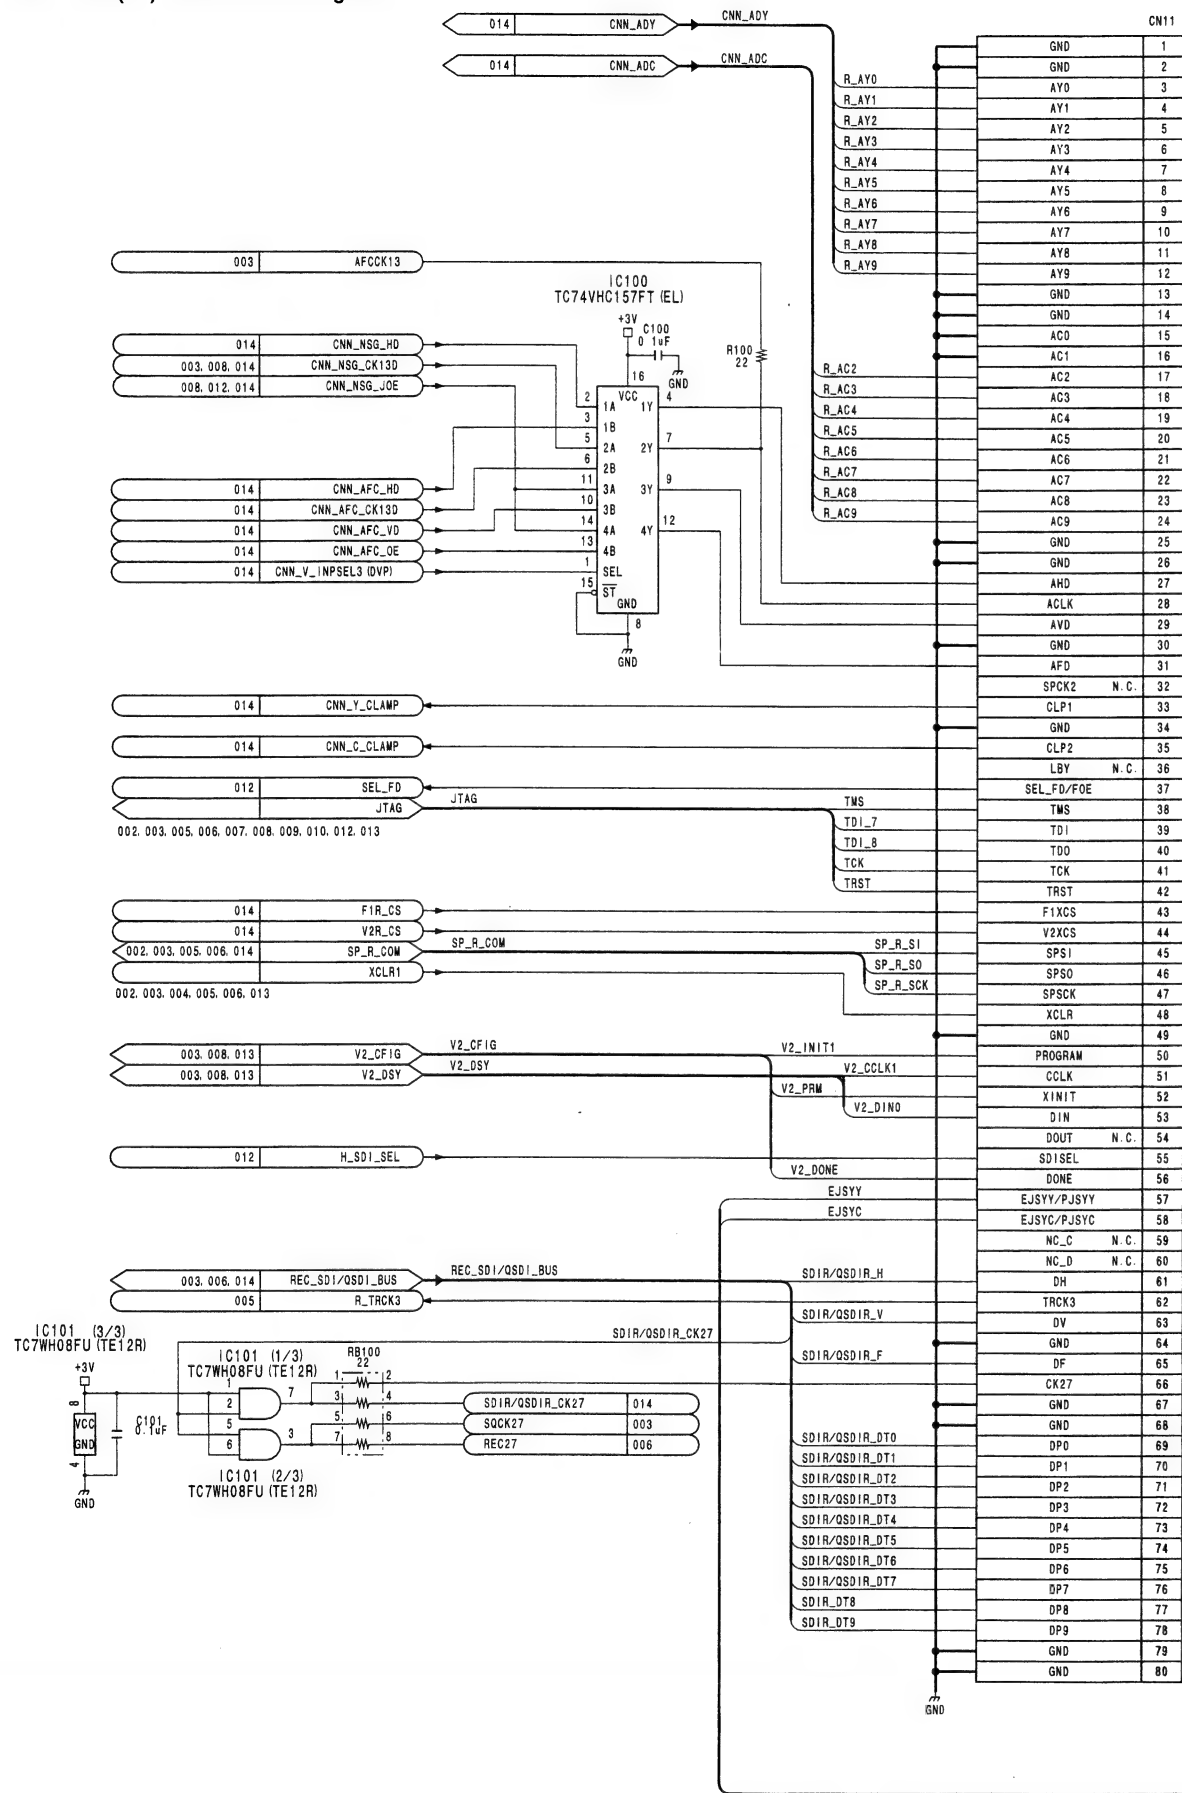 014 CNN_ADY CNN_ADY
014 CNN_ADC CNN_ADC
CN11
GND 1
GND 2
R_AY0 AY0 3
R_AY1 AY1 4
R_AY2 AY2 5
R_AY3 AY3 6
R_AY4 AY4 7
R_AY5 AY5 8
R_AY6 AY6 9
R_AY7 AY7 10
R_AY8 AY8 11
R_AY9 AY9 12
GND 13
GND 14
AC0 15
AC1 16
R_AC2 AC2 17
R_AC3 AC3 18
R_AC4 AC4 19
R_AC5 AC5 20
R_AC6 AC6 21
R_AC7 AC7 22
R_AC8 AC8 23
R_AC9 AC9 24
GND 25
GND 26
AHD 27
ACLK 28
AVD 29
GND 30
AFD 31
SPCK2 N.C. 32
CLP1 33
GND 34
CLP2 35
LBY N.C. 36
SEL_FD/FOE 37
TMS TMS 38
TDI_7 TDI 39
TDI_8 TDO 40
TCK TCK 41
TRST TRST 42
F1XCS 43
V2XCS 44
SP_R_SI SPSI 45
SP_R_SO SPSO 46
SP_R_SCK SPSCK 47
XCLR 48
GND 49
V2_INIT1 PROGRAM 50
V2_CCLK1 CCLK 51
V2_PRM XINIT 52
V2_DIN0 DIN 53
DOUT N.C. 54
SDISEL 55
V2_DONE DONE 56
EJSYY EJSYY/PJSYY 57
EJSYC EJSYC/PJSYC 58
NC_C N.C. 59
NC_D N.C. 60
SDIR/QSDIR_H DH 61
TRCK3 62
SDIR/QSDIR_V DV 63
GND 64
SDIR/QSDIR_F DF 65
CK27 66
GND 67
GND 68
SDIR/QSDIR_DT0 DP0 69
SDIR/QSDIR_DT1 DP1 70
SDIR/QSDIR_DT2 DP2 71
SDIR/QSDIR_DT3 DP3 72
SDIR/QSDIR_DT4 DP4 73
SDIR/QSDIR_DT5 DP5 74
SDIR/QSDIR_DT6 DP6 75
SDIR/QSDIR_DT7 DP7 76
SDIR_DT8 DP8 77
SDIR_DT9 DP9 78
GND 79
GND 80
GND
003 AFCCK13
IC100
TC74VHC157FT(EL)
+3V
C100
0.1uF
GND
R100
22
014 CNN_NSG_HD
003,008,014 CNN_NSG_CK13D
008,012,014 CNN_NSG_JOE
014 CNN_AFC_HD
014 CNN_AFC_CK13D
014 CNN_AFC_VD
014 CNN_AFC_OE
014 CNN_V_INPSEL3(DVP)
16
VCC
2 1A 1Y 4
3 1B
5 2A 2Y 7
6 2B
11 3A 3Y 9
10 3B
14 4A 4Y 12
13 4B
1 SEL
15 ST
GND
8
GND
014 CNN_Y_CLAMP
014 CNN_C_CLAMP
012 SEL_FD
JTAG JTAG
002,003,005,006,007,008,009,010,012,013
014 F1R_CS
014 V2R_CS
002,003,005,006,014 SP_R_COM SP_R_COM
XCLR1
002,003,004,005,006,013
003,008,013 V2_CFIG V2_CFIG
003,008,013 V2_DSY V2_DSY
012 H_SDI_SEL
003,006,014 REC_SDI/QSDI_BUS REC_SDI/QSDI_BUS
005 R_TRCK3
SDIR/QSDIR_CK27
IC101 (3/3)
TC7WH08FU(TE12R)
+3V
8
VCC
GND
4
GND
C101
0.1uF
IC101 (1/3)
TC7WH08FU(TE12R)
1
2
7
5
6
3
IC101 (2/3)
TC7WH08FU(TE12R)
RB100
22
1 2
3 4
5 6
7 8
SDIR/QSDIR_CK27 014
SQCK27 003
REC27 006